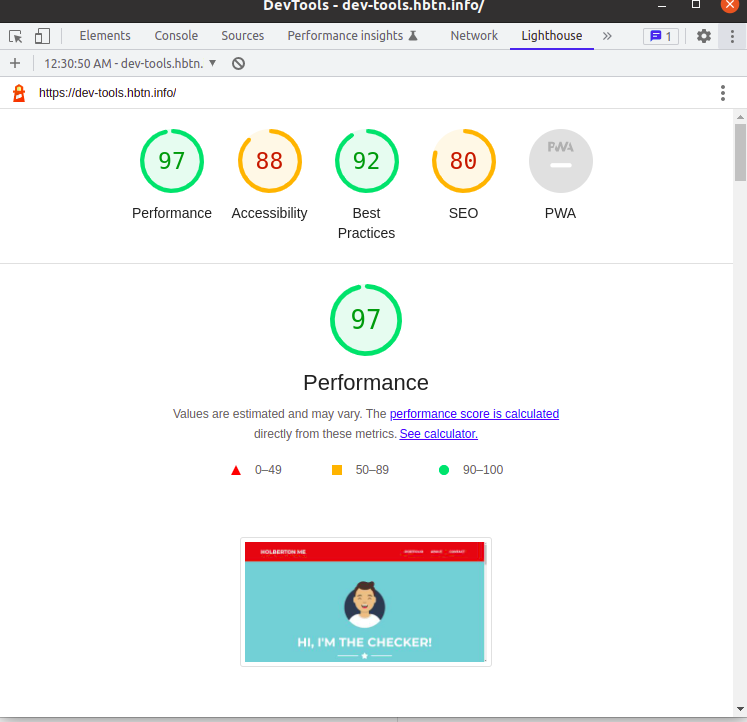 DevTools - dev-tools.hbtn.info/
Elements Console Sources Performance insights Network Lighthouse » 1
+ 12:30:50 AM - dev-tools.hbtn.
https://dev-tools.hbtn.info/
97 88 92 80 PWA
Performance Accessibility Best Practices SEO PWA
97
Performance
Values are estimated and may vary. The performance score is calculated
directly from these metrics. See calculator.
0–49 50–89 90–100
HOLBERTON ME PORTFOLIO ABOUT CONTACT
HI, I'M THE CHECKER!